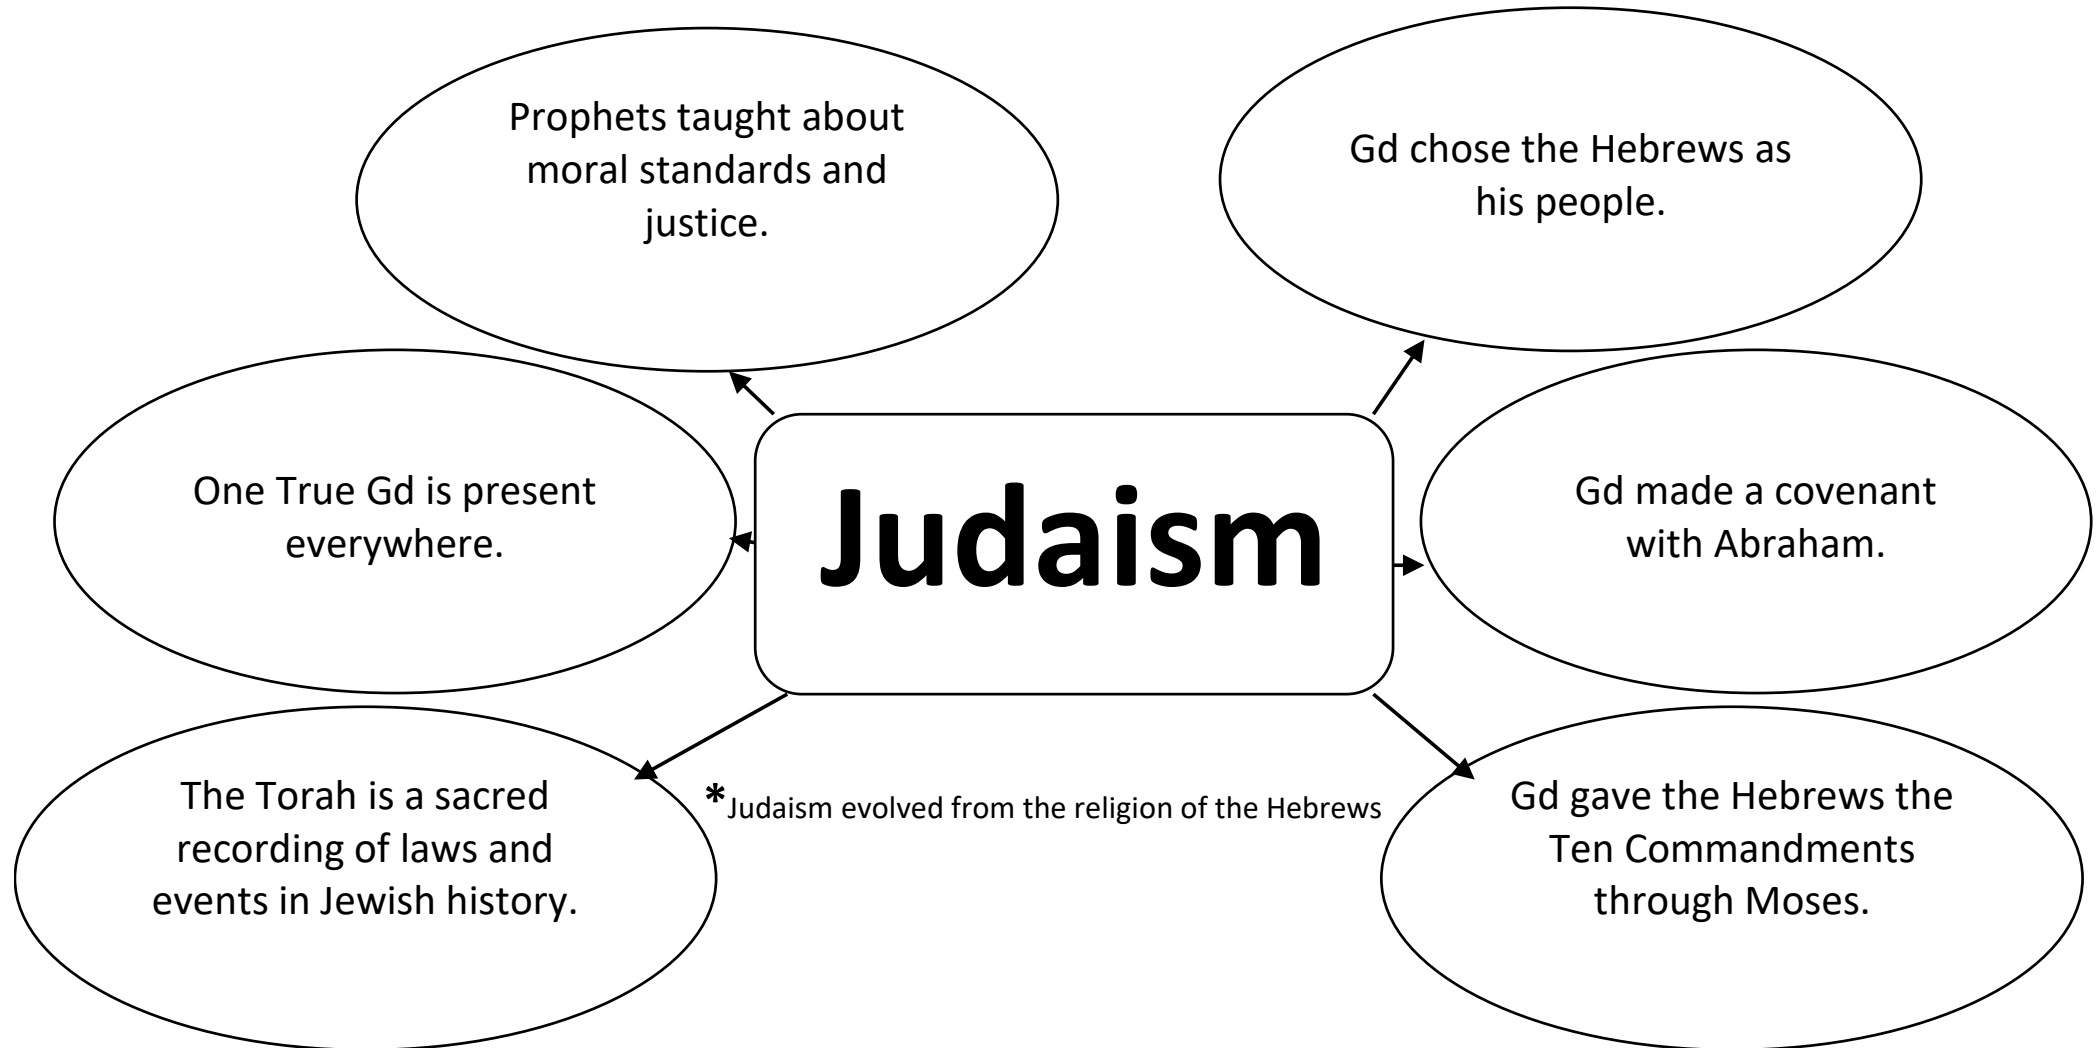 Prophets taught about
moral standards and
justice.
Gd chose the Hebrews as
his people.
One True Gd is present
everywhere.
Judaism
Gd made a covenant
with Abraham.
The Torah is a sacred
recording of laws and
events in Jewish history.
*Judaism evolved from the religion of the Hebrews
Gd gave the Hebrews the
Ten Commandments
through Moses.